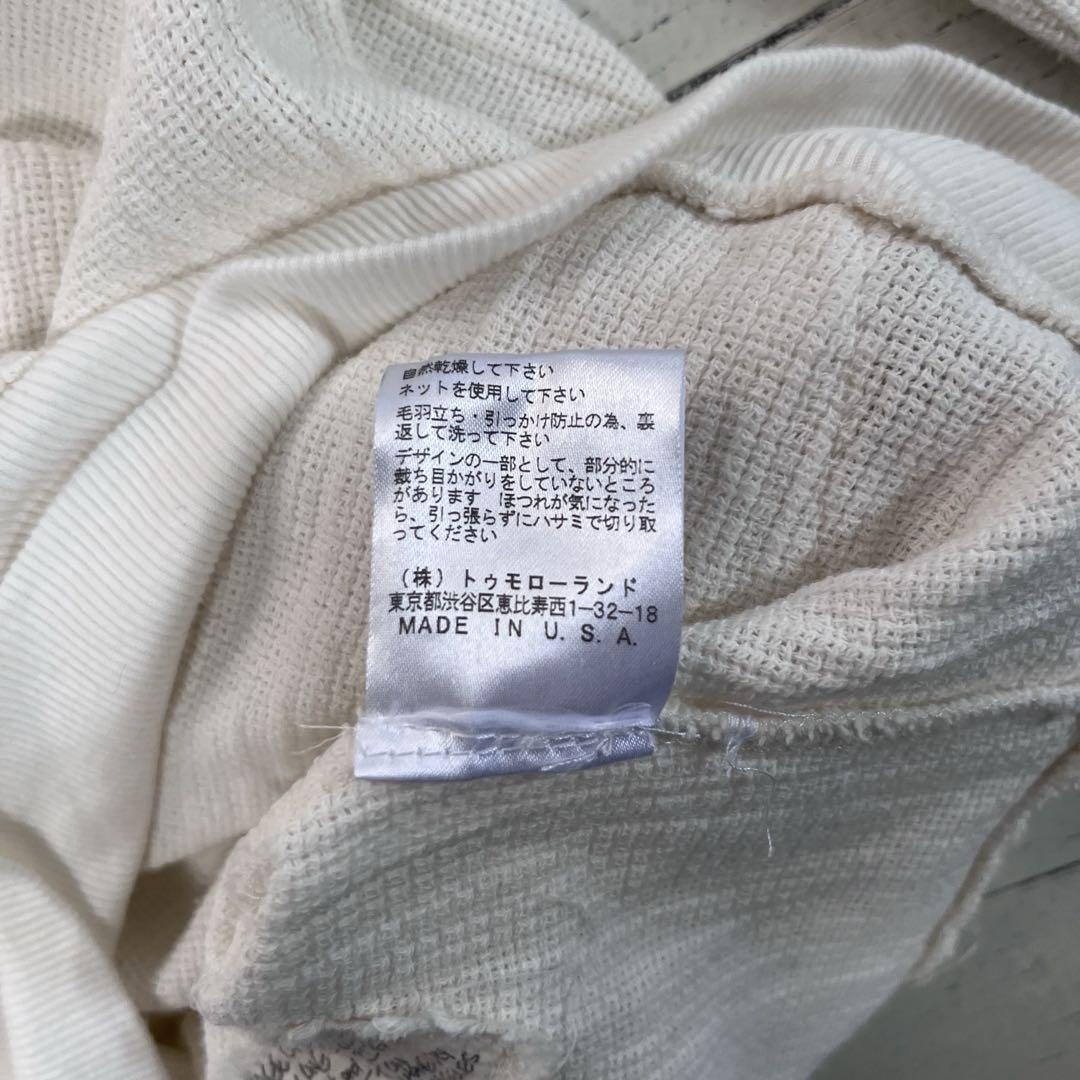 自然乾燥して下さい
ネットを使用して下さい
毛羽立ち・引っかけ防止の為、裏
返して洗って下さい
デザインの一部として、部分的に
裁ち目かがりをしていないところ
があります　ほつれが気になった
ら、引っ張らずにハサミで切り取
ってください
（株）トゥモローランド
東京都渋谷区恵比寿西1−32−18
MADE IN U. S. A.